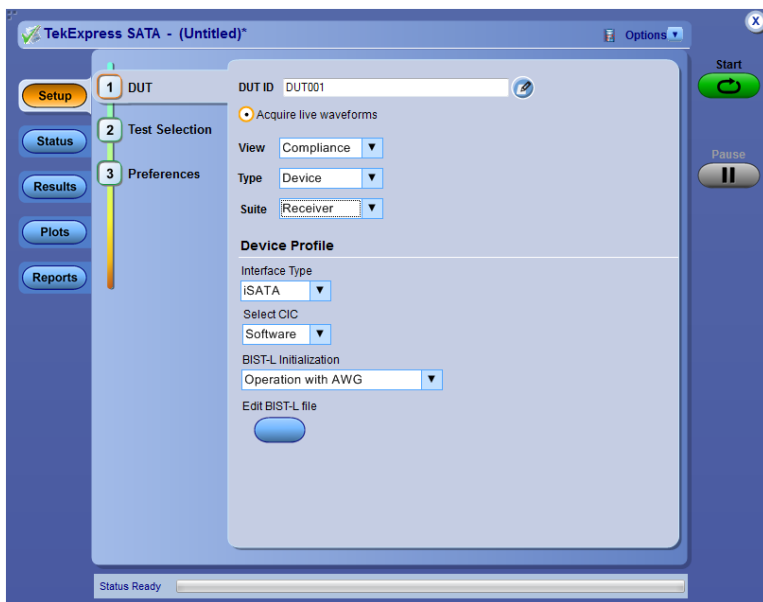 TekExpress SATA - (Untitled)*
Options
X
Setup
Status
Results
Plots
Reports
1 DUT
2 Test Selection
3 Preferences
DUT ID DUT001
Acquire live waveforms
View Compliance
Type Device
Suite Receiver
Device Profile
Interface Type
iSATA
Select CIC
Software
BIST-L Initialization
Operation with AWG
Edit BIST-L file
Start
Pause
Status Ready